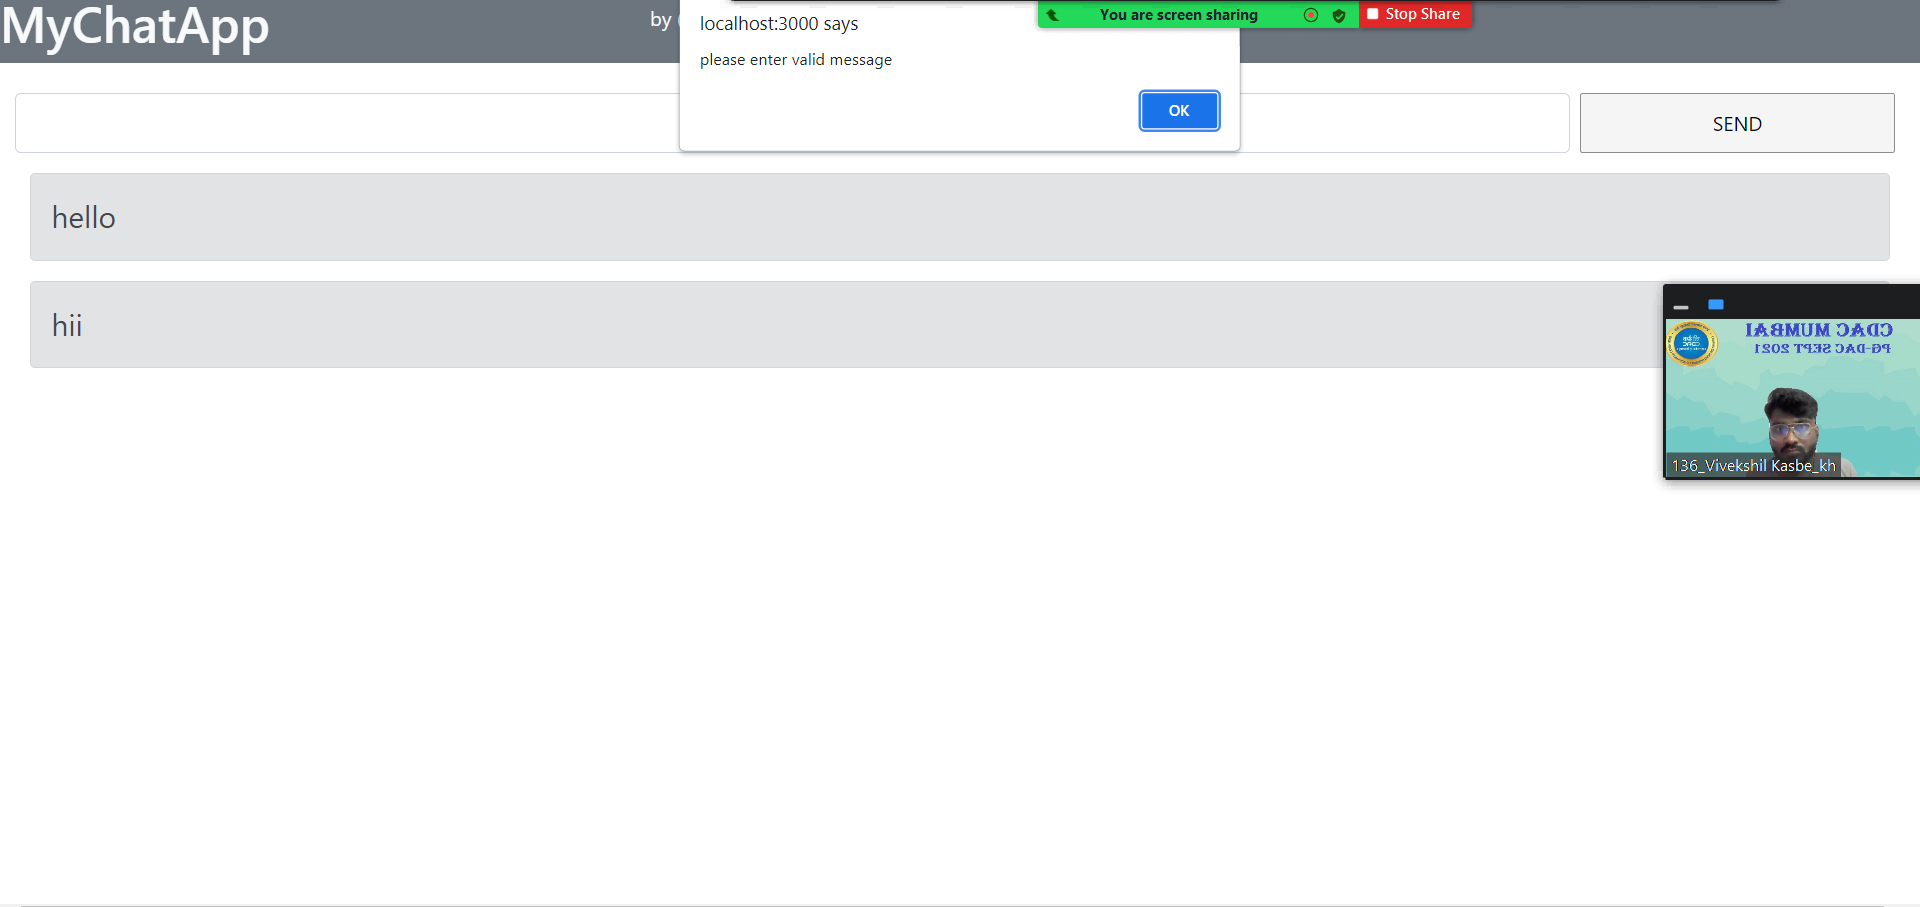 MyChatApp
by
localhost:3000 says
please enter valid message
OK
You are screen sharing
Stop Share
SEND
hello
hii
CDAC MUMBAI
PG-DAC SEPT 2021
136_Vivekshil Kasbe_kh